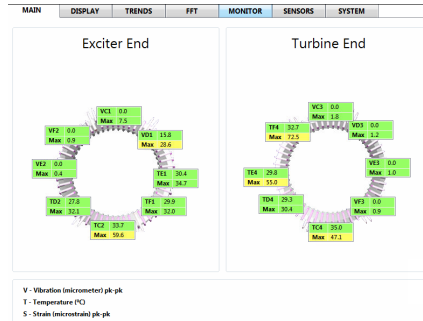 MAIN DISPLAY TRENDS FFT MONITOR SENSORS SYSTEM
Exciter End
VC1 0.0
Max 7.5
VF2 0.0
Max 0.9
VD1 15.8
Max 28.6
VE2 0.0
Max 0.4
TE1 30.4
Max 34.7
TD2 27.8
Max 32.1
TF1 29.9
Max 32.0
TC2 33.7
Max 59.6
Turbine End
VC3 0.0
Max 1.8
TF4 32.7
Max 72.5
VD3 0.0
Max 1.2
TE4 29.8
Max 55.0
VE3 0.0
Max 1.0
TD4 29.3
Max 30.4
VF3 0.0
Max 0.9
TC4 35.0
Max 47.1
V - Vibration (micrometer) pk-pk
T - Temperature (ºC)
S - Strain (microstrain) pk-pk